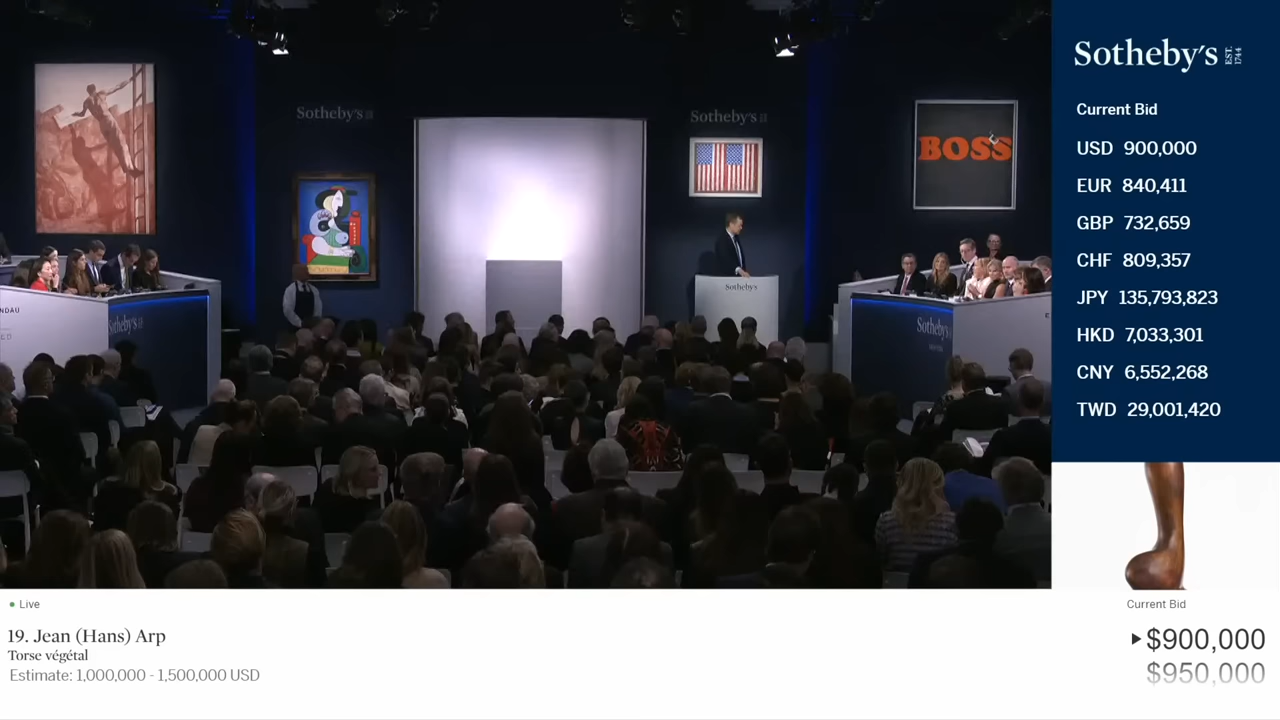 Sotheby's
Sotheby's
BOSS
Sotheby's
NDAU
Sotheby's
Sotheby's
Sotheby's EST. 1744
Current Bid
USD 900,000
EUR 840,411
GBP 732,659
CHF 809,357
JPY 135,793,823
HKD 7,033,301
CNY 6,552,268
TWD 29,001,420
Live
19. Jean (Hans) Arp
Torse végétal
Estimate: 1,000,000 - 1,500,000 USD
Current Bid
$900,000
$950,000